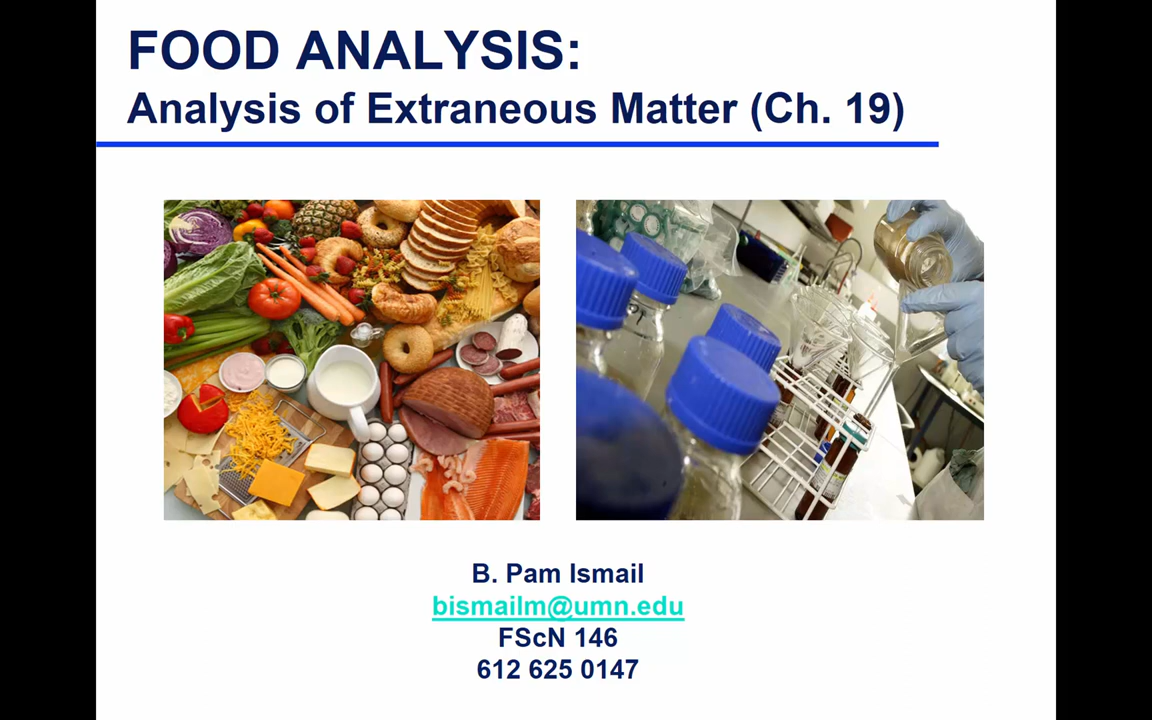 FOOD ANALYSIS:
Analysis of Extraneous Matter (Ch. 19)
B. Pam Ismail
bismailm@umn.edu
FScN 146
612 625 0147